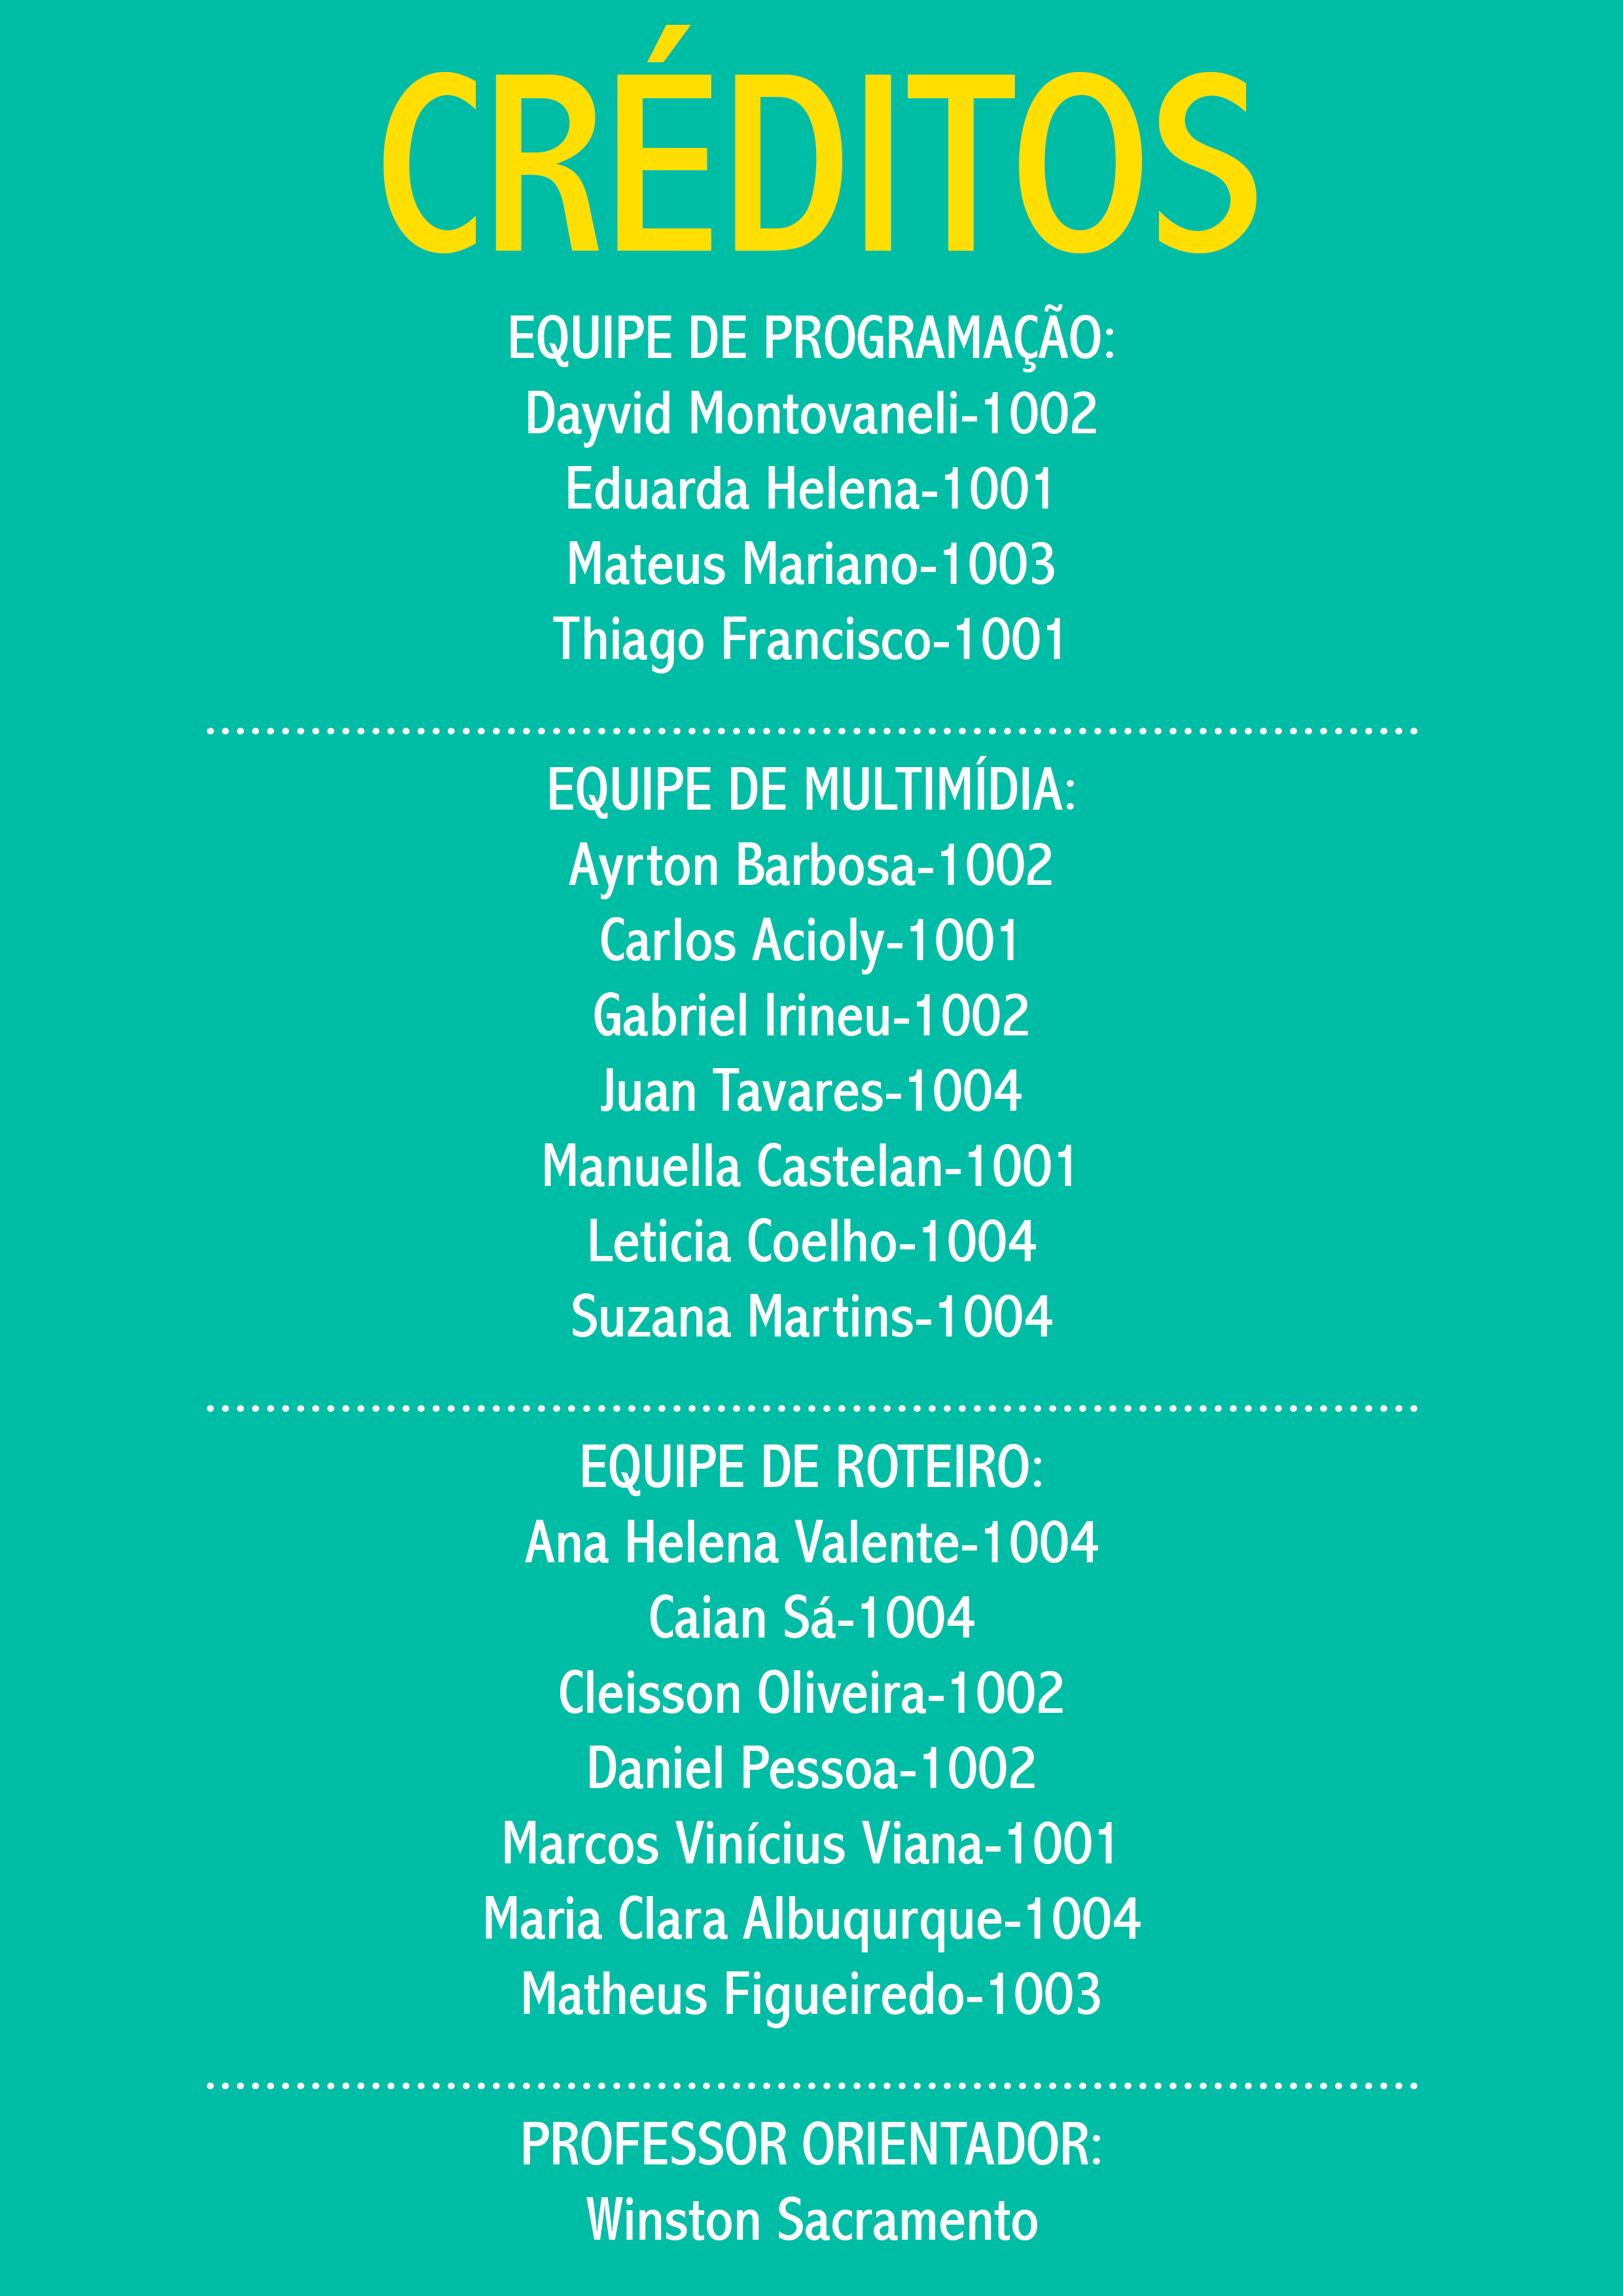 CRÉDITOS
EQUIPE DE PROGRAMAÇÃO:
Dayvid Montovaneli-1002
Eduarda Helena-1001
Mateus Mariano-1003
Thiago Francisco-1001
EQUIPE DE MULTIMÍDIA:
Ayrton Barbosa-1002
Carlos Acioly-1001
Gabriel Irineu-1002
Juan Tavares-1004
Manuella Castelan-1001
Leticia Coelho-1004
Suzana Martins-1004
EQUIPE DE ROTEIRO:
Ana Helena Valente-1004
Caian Sá-1004
Cleisson Oliveira-1002
Daniel Pessoa-1002
Marcos Vinícius Viana-1001
Maria Clara Albuqurque-1004
Matheus Figueiredo-1003
PROFESSOR ORIENTADOR:
Winston Sacramento